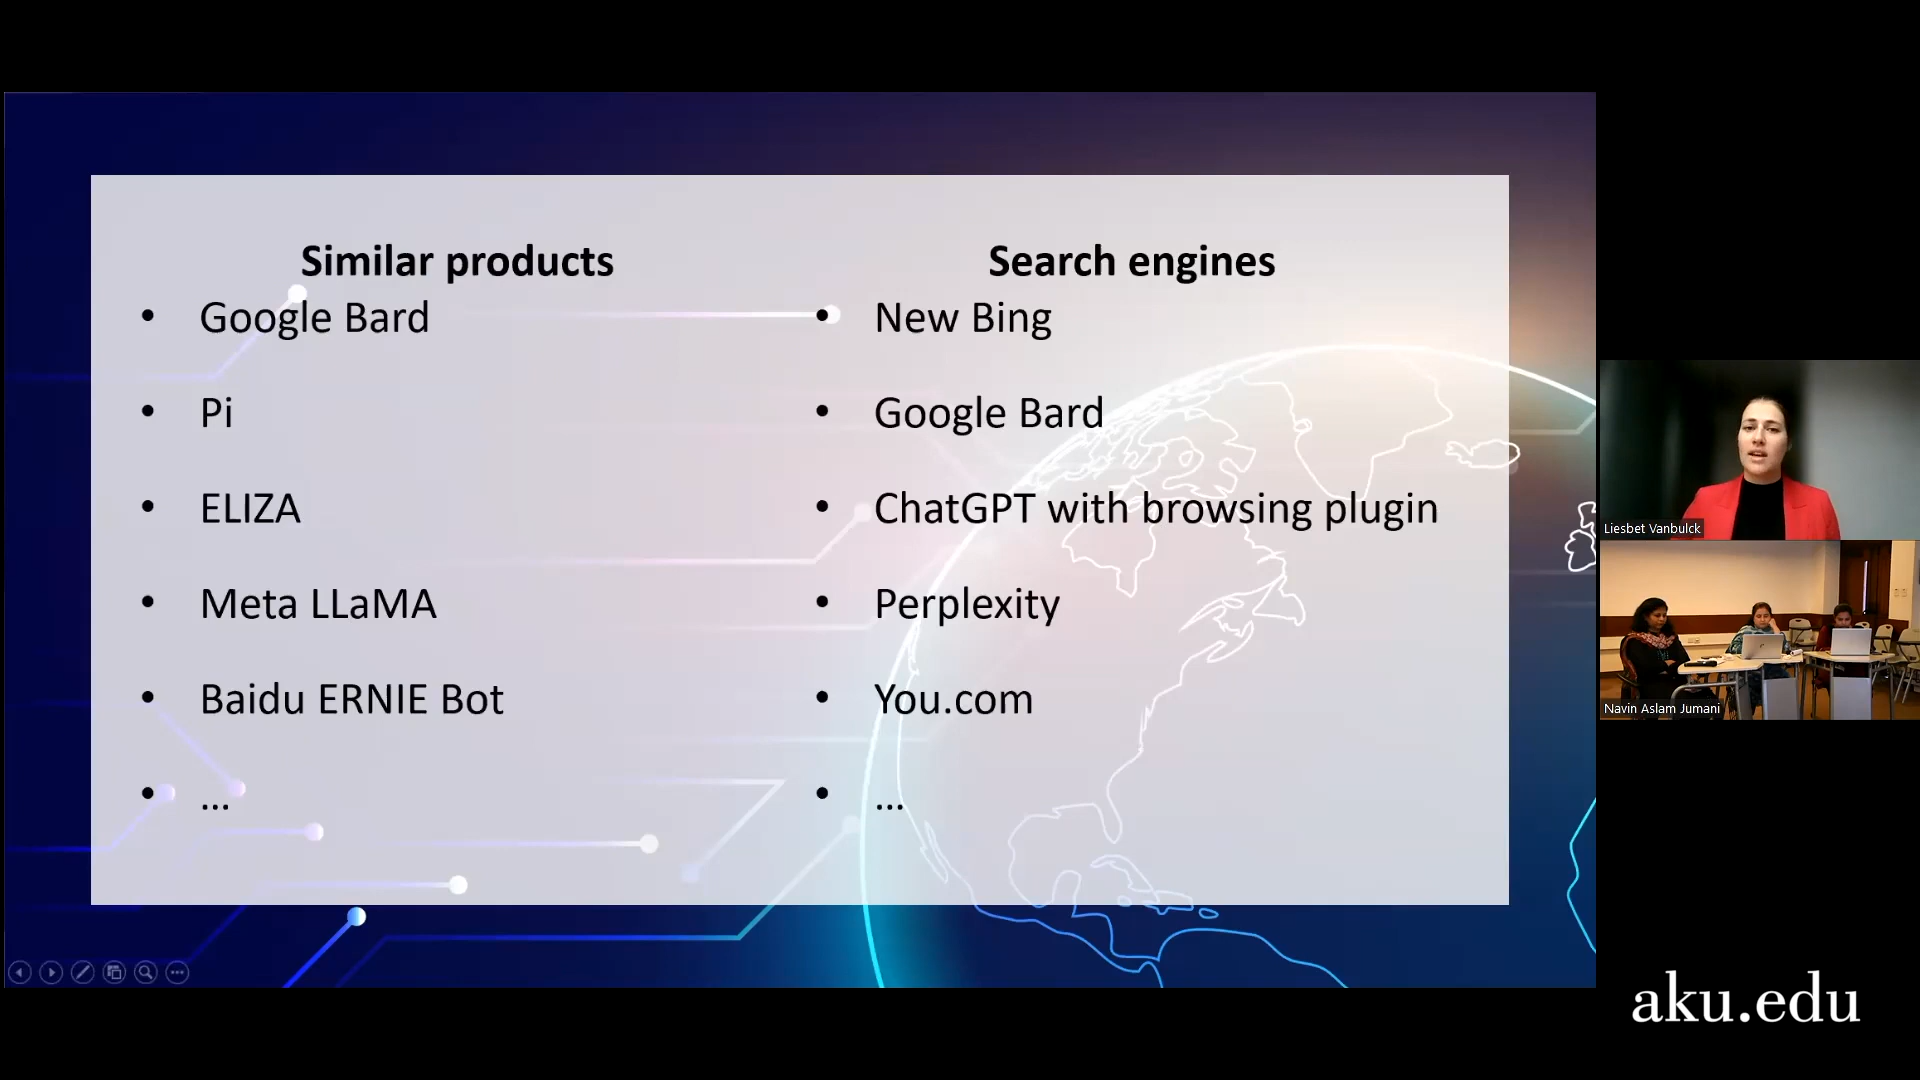 Similar products
• Google Bard
• Pi
• ELIZA
• Meta LLaMA
• Baidu ERNIE Bot
• ...
Search engines
• New Bing
• Google Bard
• ChatGPT with browsing plugin
• Perplexity
• You.com
• ...
Liesbet Vanbulck
Navin Aslam Jumani
aku.edu